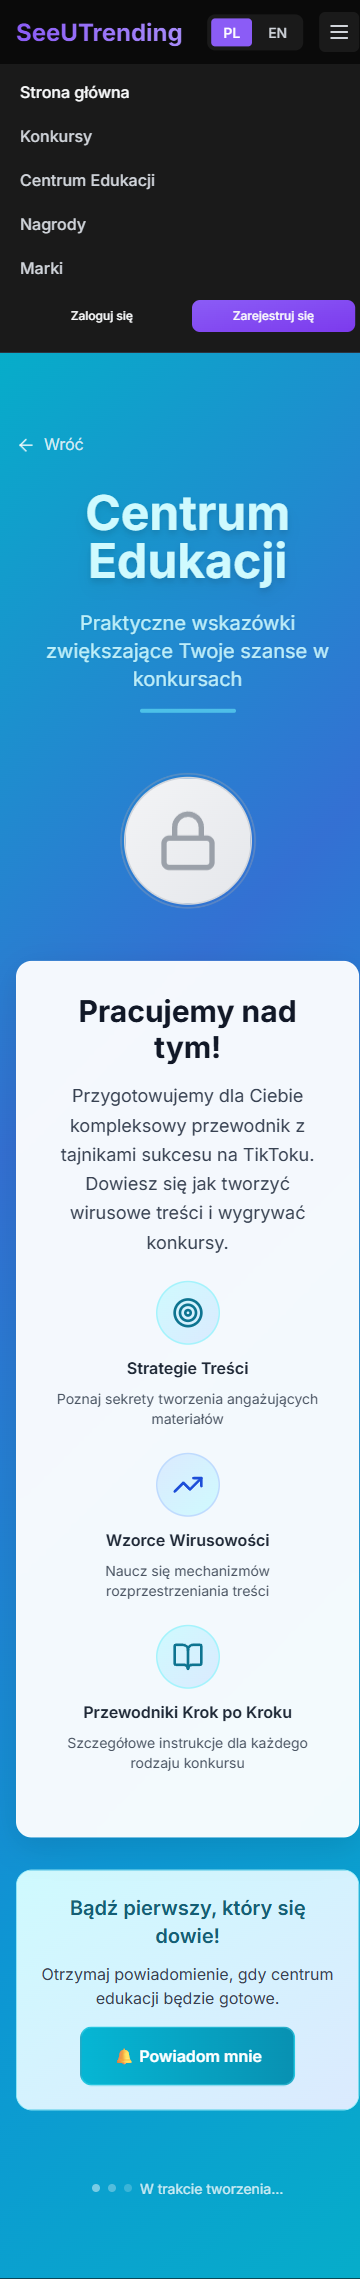 SeeUTrending
PL
EN
Strona główna
Konkursy
Centrum Edukacji
Nagrody
Marki
Zaloguj się
Zarejestruj się
Wróć
Centrum
Edukacji
Praktyczne wskazówki
zwiększające Twoje szanse w
konkursach
Pracujemy nad
tym!
Przygotowujemy dla Ciebie
kompleksowy przewodnik z
tajnikami sukcesu na TikToku.
Dowiesz się jak tworzyć
wirusowe treści i wygrywać
konkursy.
Strategie Treści
Poznaj sekrety tworzenia angażujących
materiałów
Wzorce Wirusowości
Naucz się mechanizmów
rozprzestrzeniania treści
Przewodniki Krok po Kroku
Szczegółowe instrukcje dla każdego
rodzaju konkursu
Bądź pierwszy, który się
dowie!
Otrzymaj powiadomienie, gdy centrum
edukacji będzie gotowe.
Powiadom mnie
W trakcie tworzenia...